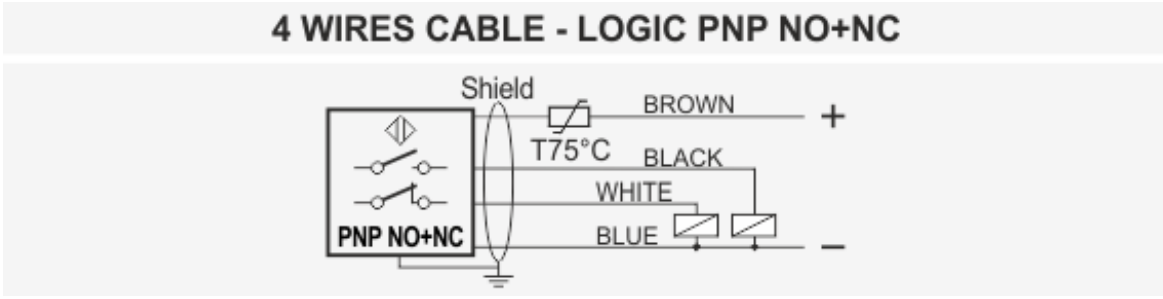 4 WIRES CABLE - LOGIC PNP NO+NC
Shield
BROWN
+
T75°C
BLACK
WHITE
PNP NO+NC
BLUE
−